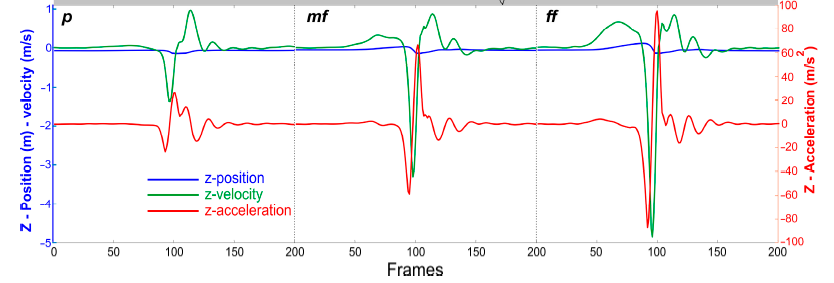 p mf ff
1
0
−1
−2
−3
−4
−5
Z - Position (m) - velocity (m/s)
100
80
60
40
20
0
-20
-40
-60
-80
-100
Z - Acceleration (m/s²)
z-position
z-velocity
z-acceleration
0 50 100 150 200 50 100 150 200 50 100 150 200
Frames